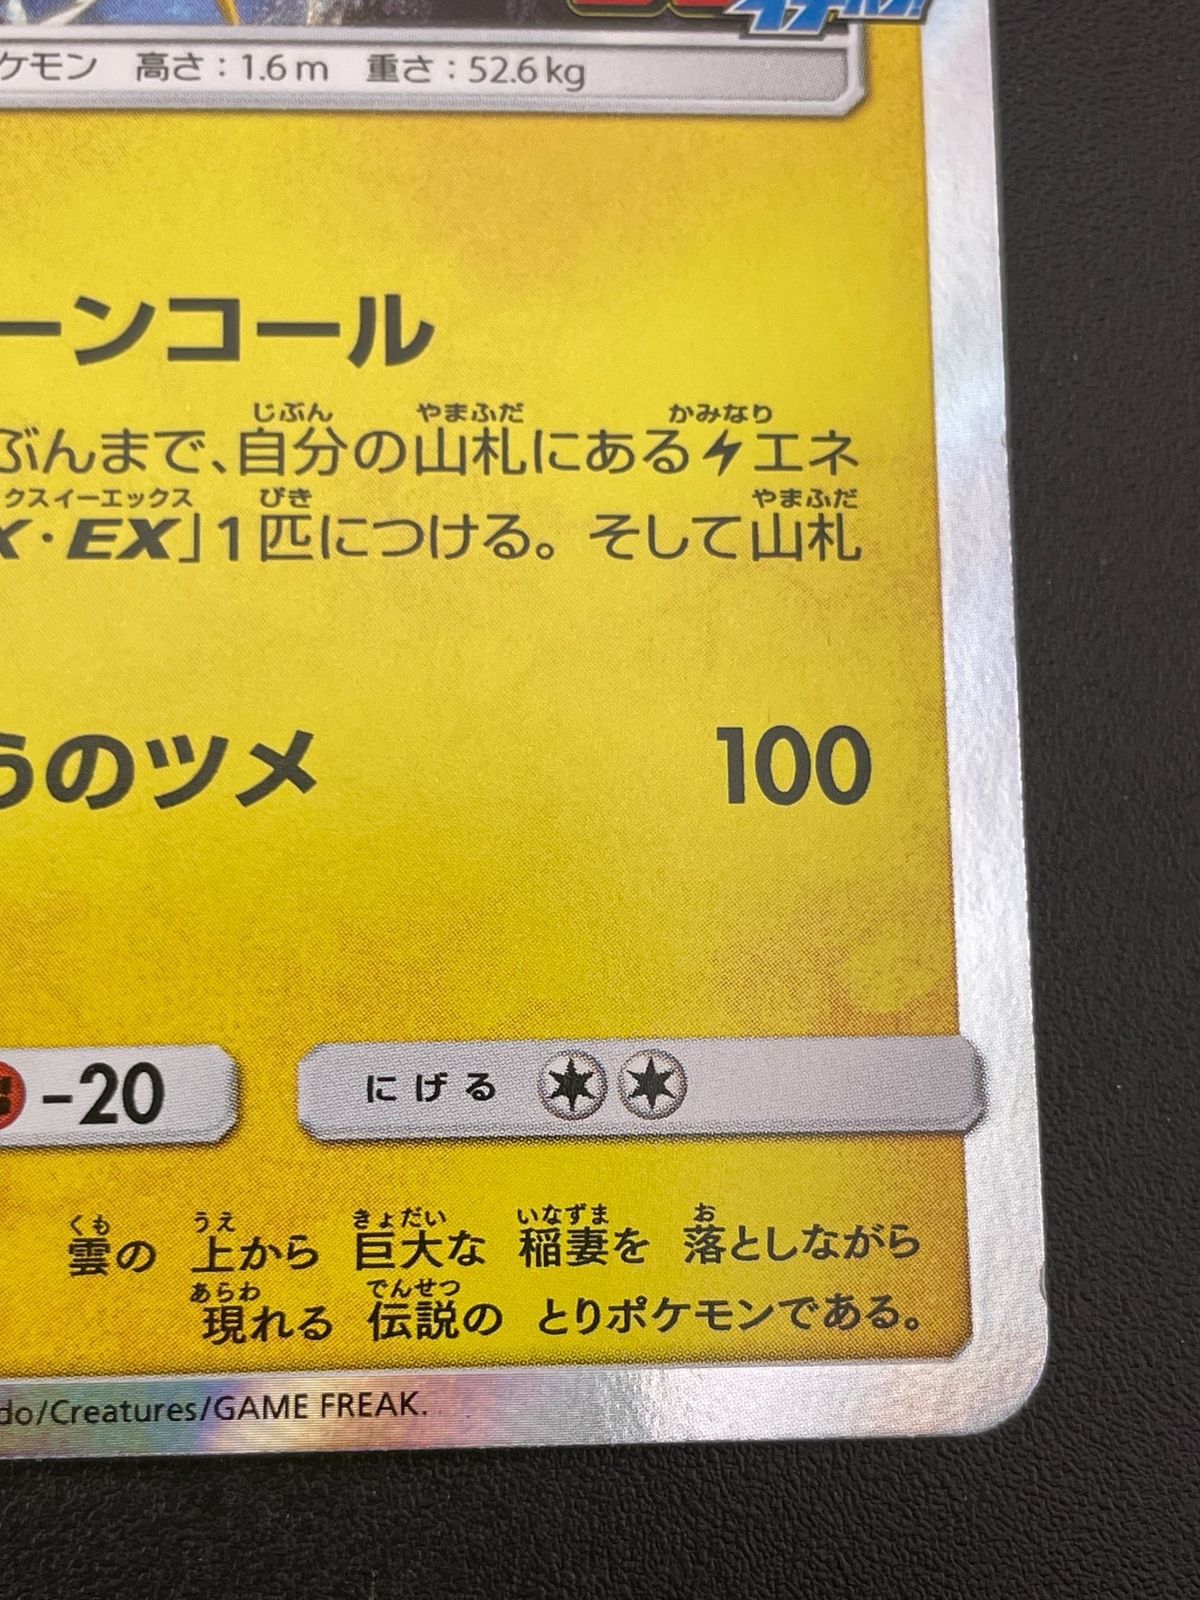 ケモン 高さ：1.6m 重さ：52.6kg
ーンコール
じぶん やまふだ かみなり
ぶんまで、自分の山札にあるエネ
クスイーエックス びき やまふだ
X・EX」1匹につける。そして山札
うのツメ 100
-20 にげる
くも うえ きょだい いなずま お
雲の 上から 巨大な 稲妻を 落としながら
あらわ でんせつ
現れる 伝説の とりポケモンである。
do/Creatures/GAME FREAK.